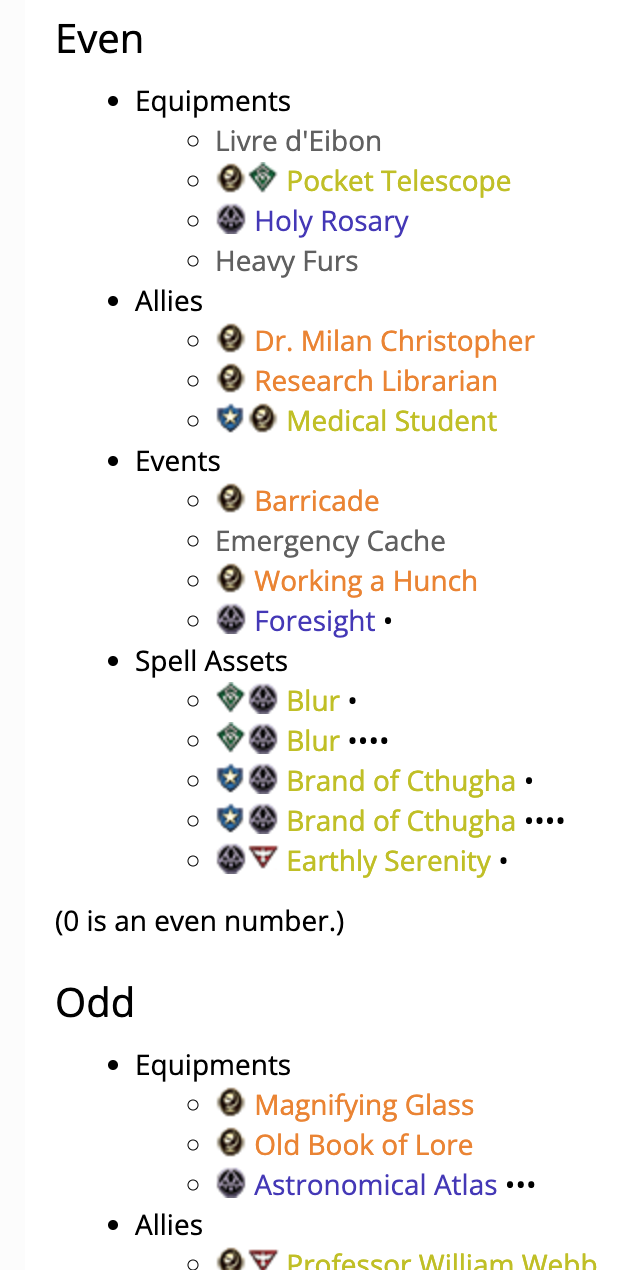 Even
• Equipments
◦ Livre d'Eibon
◦ Pocket Telescope
◦ Holy Rosary
◦ Heavy Furs
• Allies
◦ Dr. Milan Christopher
◦ Research Librarian
◦ Medical Student
• Events
◦ Barricade
◦ Emergency Cache
◦ Working a Hunch
◦ Foresight •
• Spell Assets
◦ Blur •
◦ Blur ••••
◦ Brand of Cthugha •
◦ Brand of Cthugha ••••
◦ Earthly Serenity •
(0 is an even number.)
Odd
• Equipments
◦ Magnifying Glass
◦ Old Book of Lore
◦ Astronomical Atlas •••
• Allies
◦ Professor William Webb